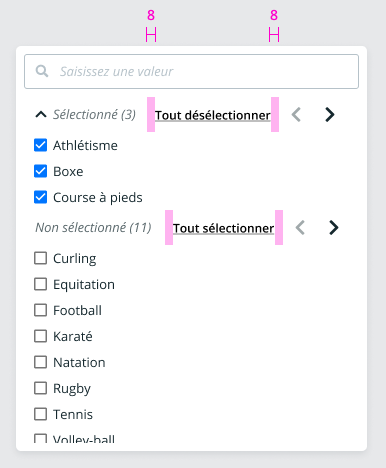 8 8
Saisissez une valeur
Sélectionné (3) Tout désélectionner
Athlétisme
Boxe
Course à pieds
Non sélectionné (11) Tout sélectionner
Curling
Equitation
Football
Karaté
Natation
Rugby
Tennis
Volley-ball